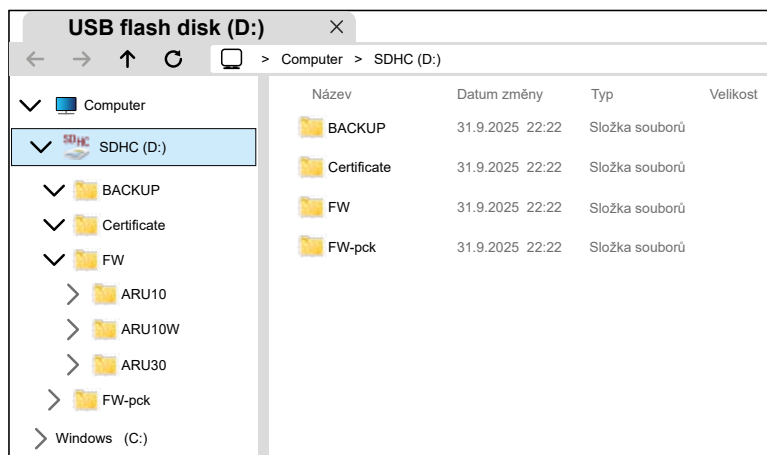 USB flash disk (D:)
> Computer > SDHC (D:)
Computer
SDHC
SDHC (D:)
BACKUP
Certificate
FW
ARU10
ARU10W
ARU30
FW-pck
Windows (C:)
Název Datum změny Typ Velikost
BACKUP 31.9.2025 22:22 Složka souborů
Certificate 31.9.2025 22:22 Složka souborů
FW 31.9.2025 22:22 Složka souborů
FW-pck 31.9.2025 22:22 Složka souborů